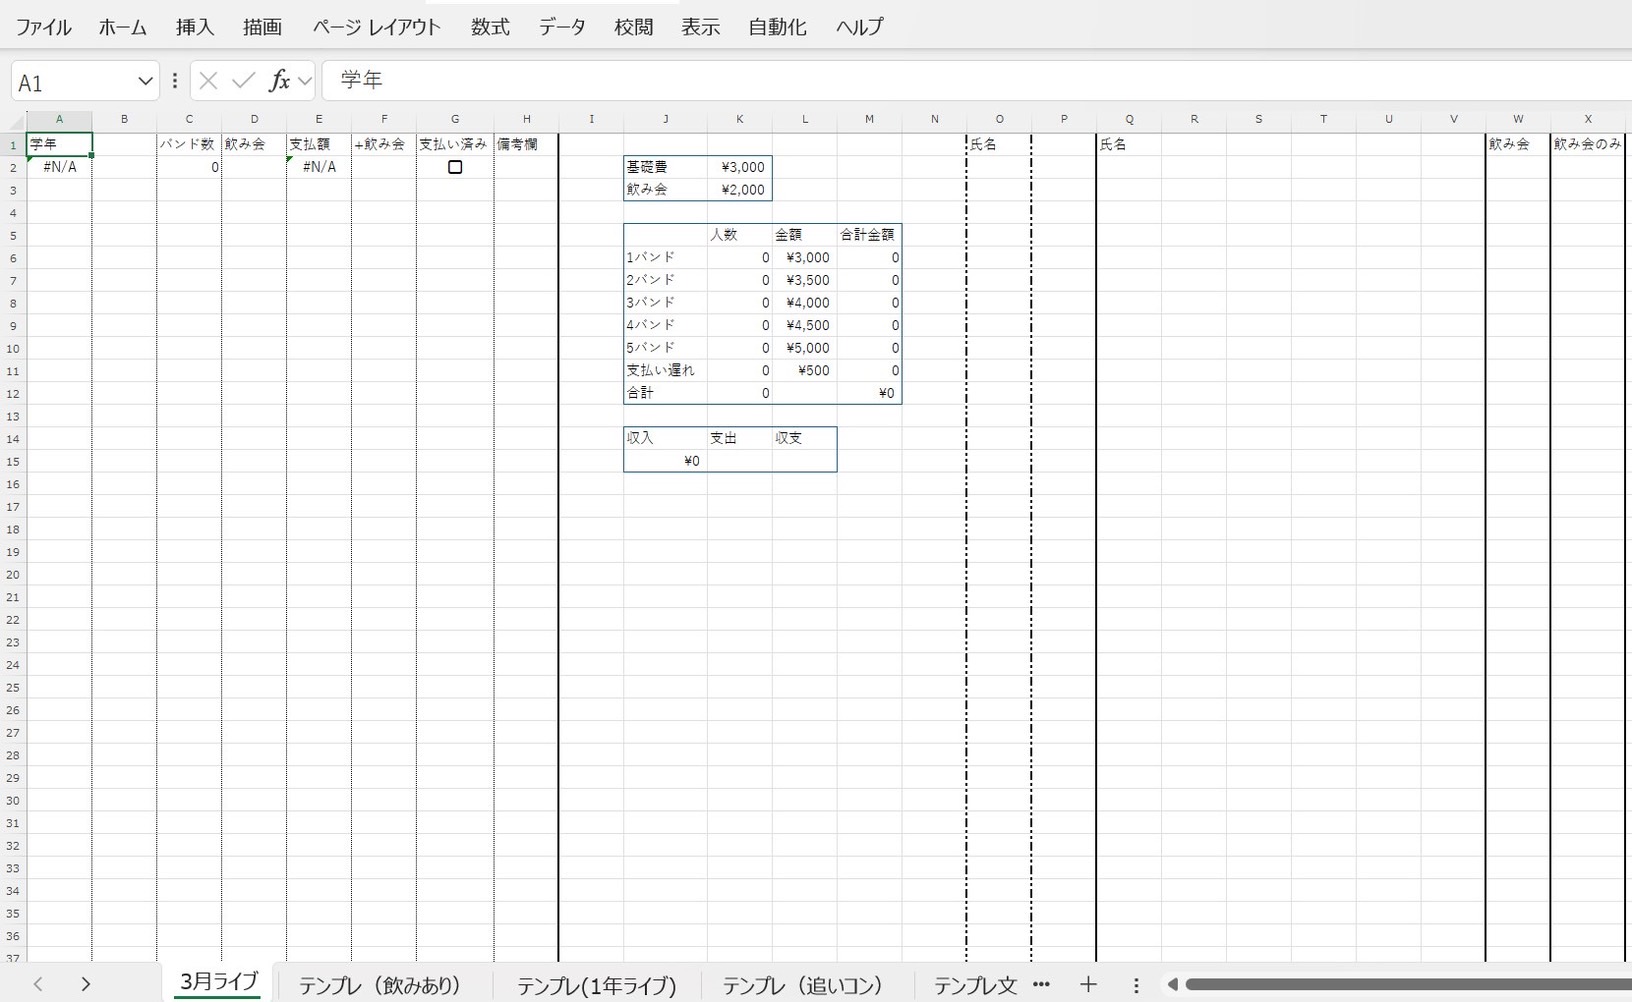 ファイル ホーム 挿入 描画 ページ レイアウト 数式 データ 校閲 表示 自動化 ヘルプ
A1 fx 学年
A B C D E F G H I J K L M N O P Q R S T U V W X
1 学年 バンド数 飲み会 支払額 +飲み会 支払い済み 備考欄 氏名 氏名 飲み会 飲み会のみ
2 #N/A 0 #N/A 基礎費 ¥3,000
3 飲み会 ¥2,000
4
5 人数 金額 合計金額
6 1バンド 0 ¥3,000 0
7 2バンド 0 ¥3,500 0
8 3バンド 0 ¥4,000 0
9 4バンド 0 ¥4,500 0
10 5バンド 0 ¥5,000 0
11 支払い遅れ 0 ¥500 0
12 合計 0 ¥0
13
14 収入 支出 収支
15 ¥0
16
17
18
19
20
21
22
23
24
25
26
27
28
29
30
31
32
33
34
35
36
37
3月ライブ テンプレ（飲みあり） テンプレ(1年ライブ) テンプレ（追いコン） テンプレ文 ···